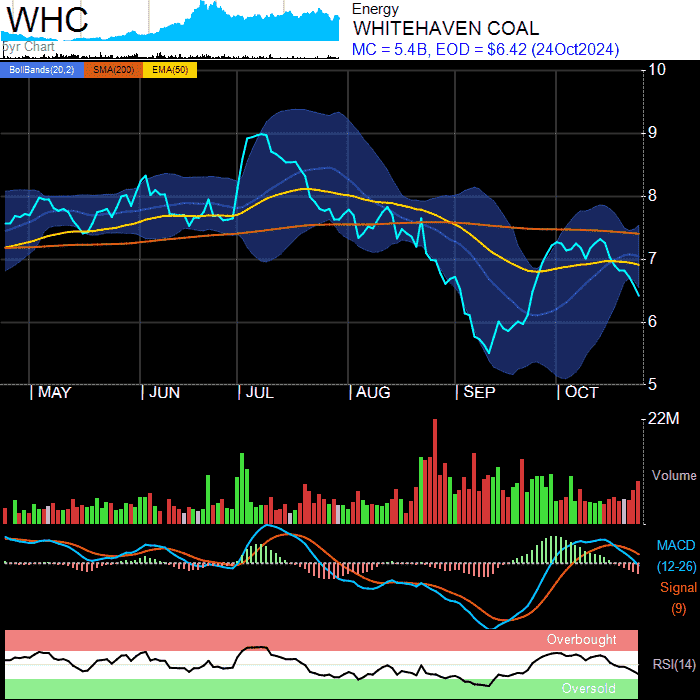 WHC
Energy
WHITEHAVEN COAL
MC = 5.4B, EOD = $6.42 (24Oct2024)
BollBands(20,2) SMA(200) EMA(50)
10
9
8
7
6
5
MAY JUN JUL AUG SEP OCT
22M
Volume
MACD
(12-26)
Signal
(9)
Overbought
RSI(14)
Oversold